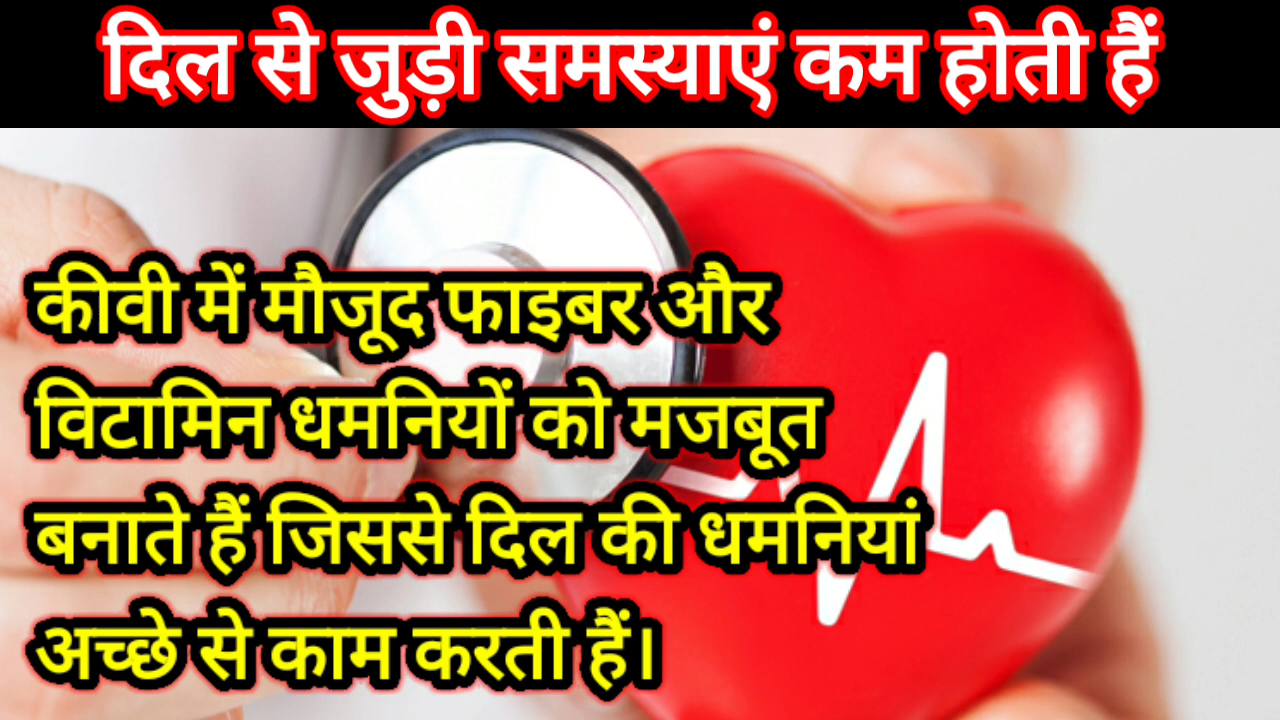 दिल से जुड़ी समस्याएं कम होती हैं
कीवी में मौजूद फाइबर और
विटामिन धमनियों को मजबूत
बनाते हैं जिससे दिल की धमनियां
अच्छे से काम करती हैं।